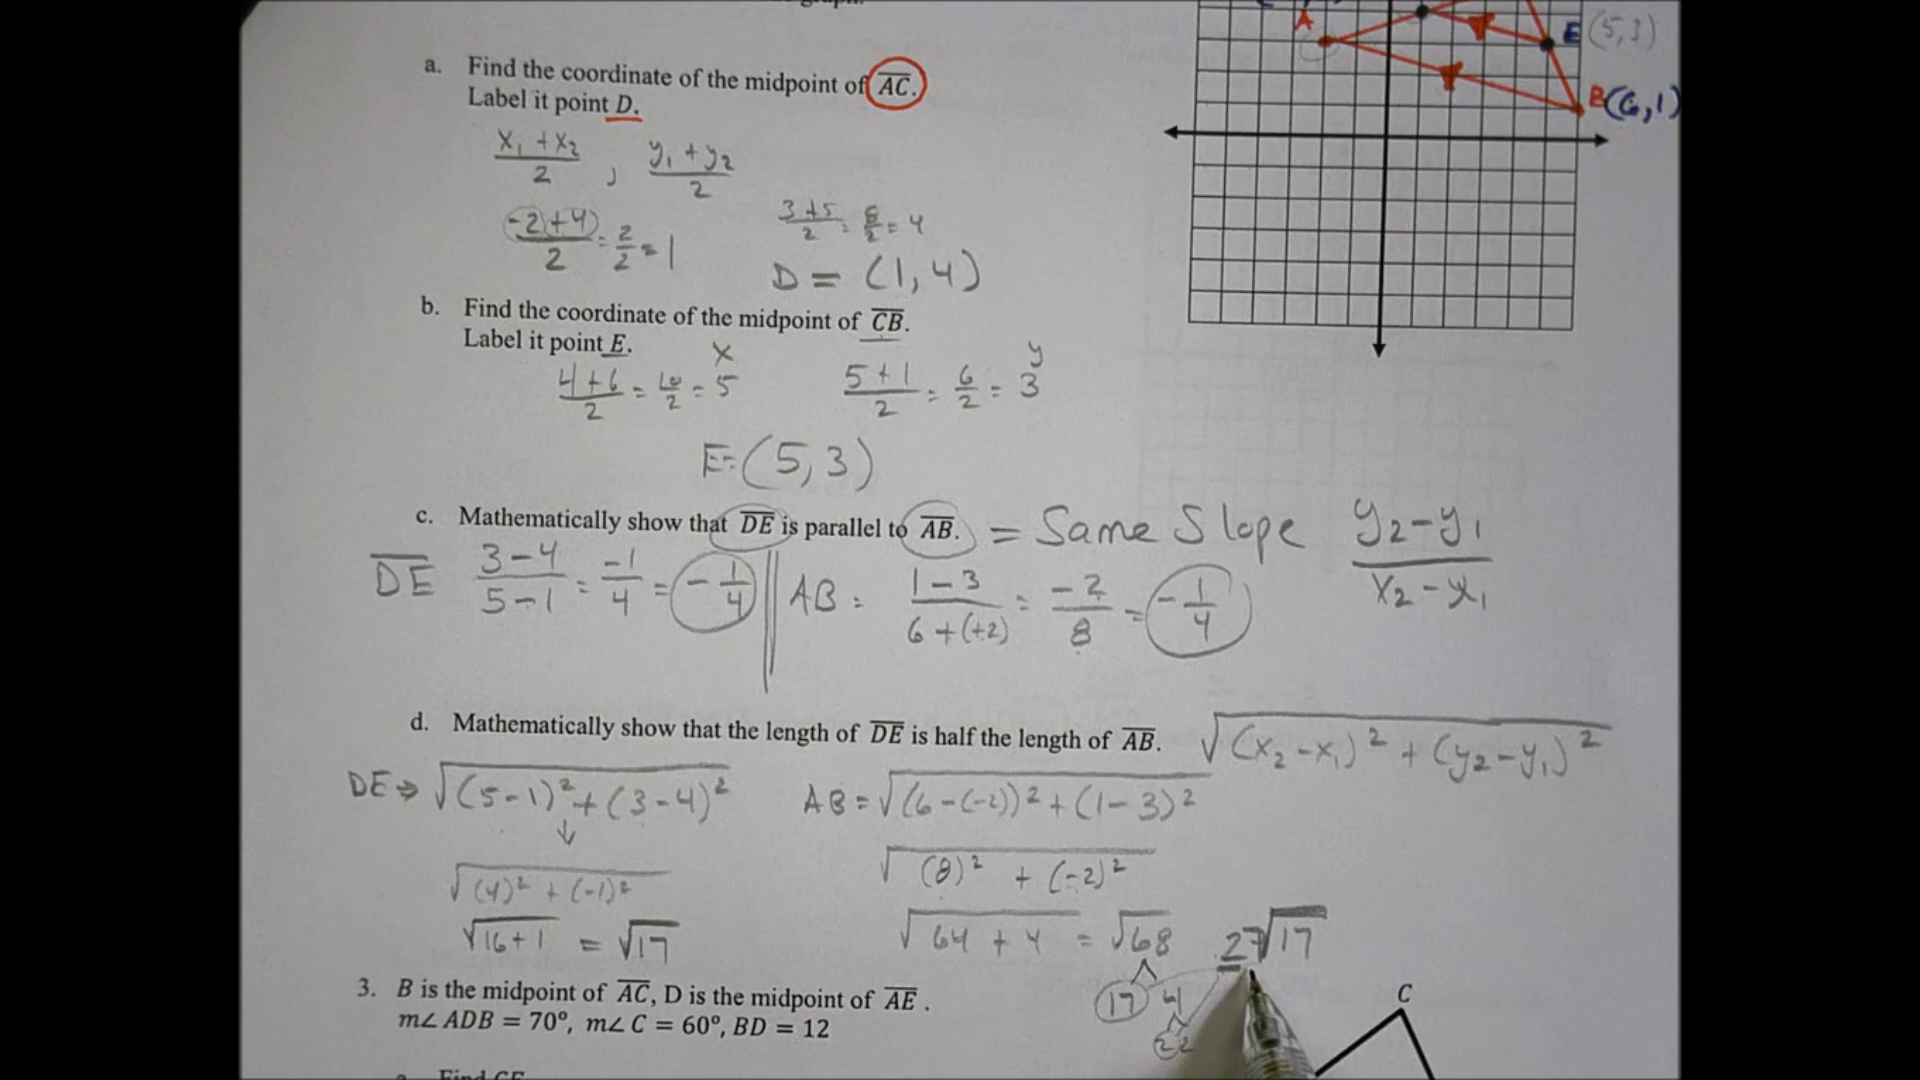 graph.
A
E (5,3)
B(6,1)
a. Find the coordinate of the midpoint of AC.
Label it point D.
x₁ + x₂ / 2 , y₁ + y₂ / 2
-2+4 / 2 = 2/2 = 1
3+5 / 2 = 8/2 = 4
D = (1, 4)
b. Find the coordinate of the midpoint of CB.
Label it point E.
x
y
4+6 / 2 = 10/2 = 5
5+1 / 2 = 6/2 = 3
E = (5, 3)
c. Mathematically show that DE is parallel to AB. = Same Slope y₂-y₁ / x₂-x₁
DE 3-4 / 5-1 = -1/4 = -1/4 || AB = 1-3 / 6+(+2) = -2/8 = -1/4
d. Mathematically show that the length of DE is half the length of AB. √(x₂-x₁)² + (y₂-y₁)²
DE → √(5-1)² + (3-4)²
AB = √(6-(-2))² + (1-3)²
√(4)² + (-1)²
√(8)² + (-2)²
√16+1 = √17
√64 + 4 = √68 2√17
17 4
2 2
3. B is the midpoint of AC, D is the midpoint of AE.
m∠ADB = 70°, m∠C = 60°, BD = 12
C
Find CE